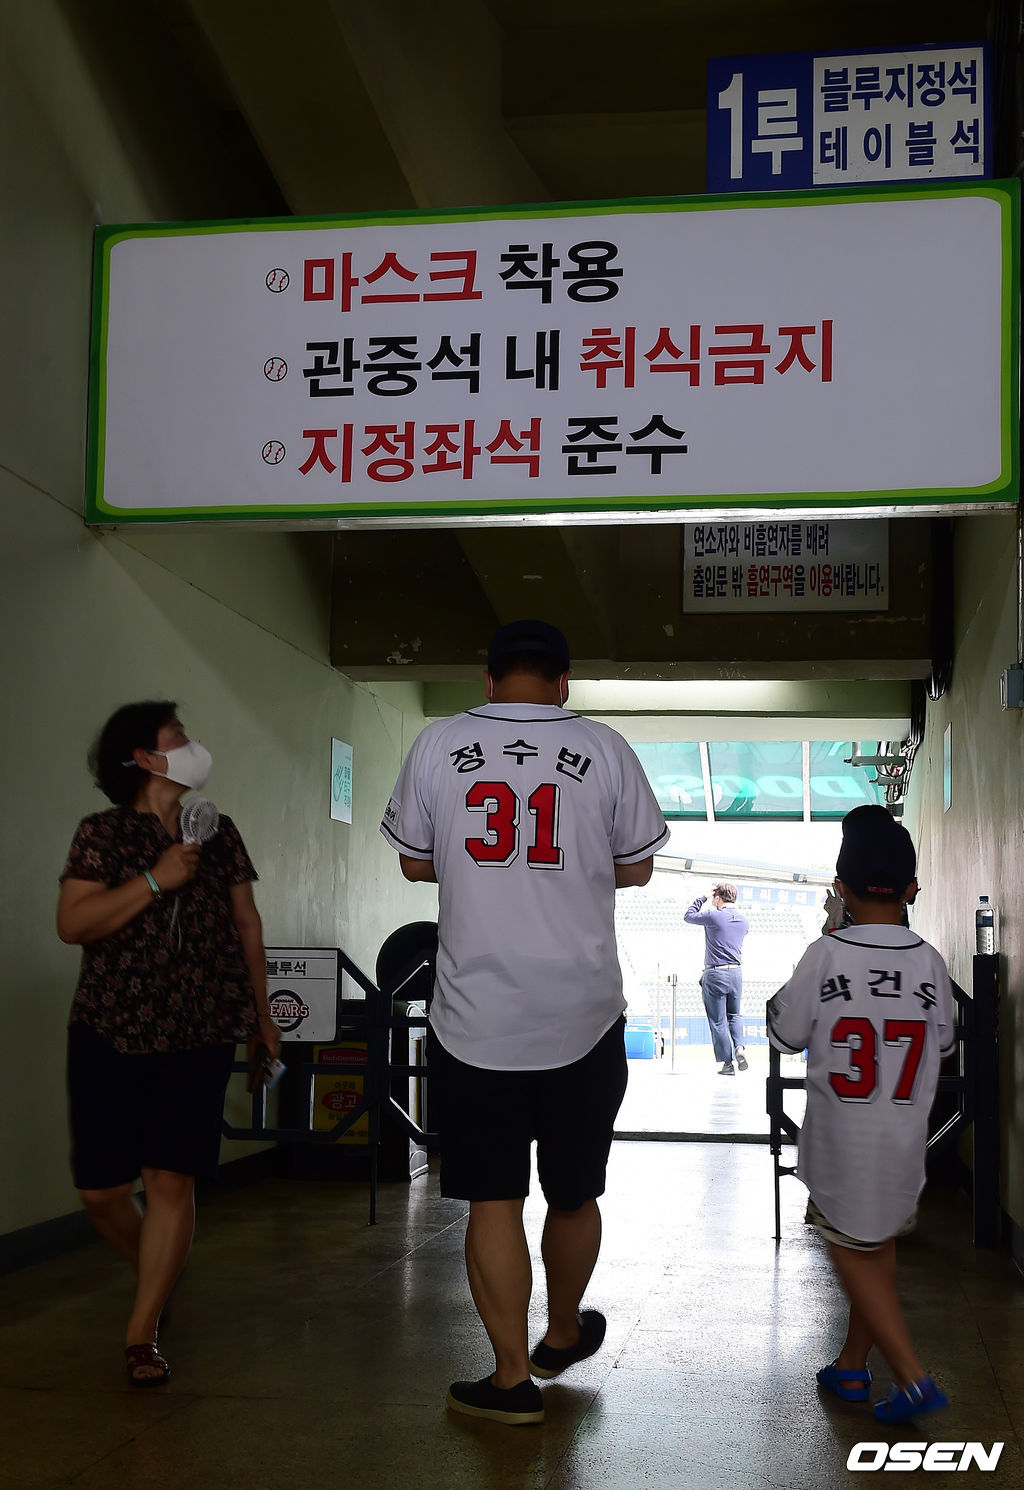 1루
블루지정석
테이블석
마스크 착용
관중석 내 취식금지
지정좌석 준수
연소자와 비흡연자를 배려
출입문 밖 흡연구역을 이용바랍니다.
정수빈
31
박건우
37
블루석
BEARS
Rubbermaid
광고
OSEN